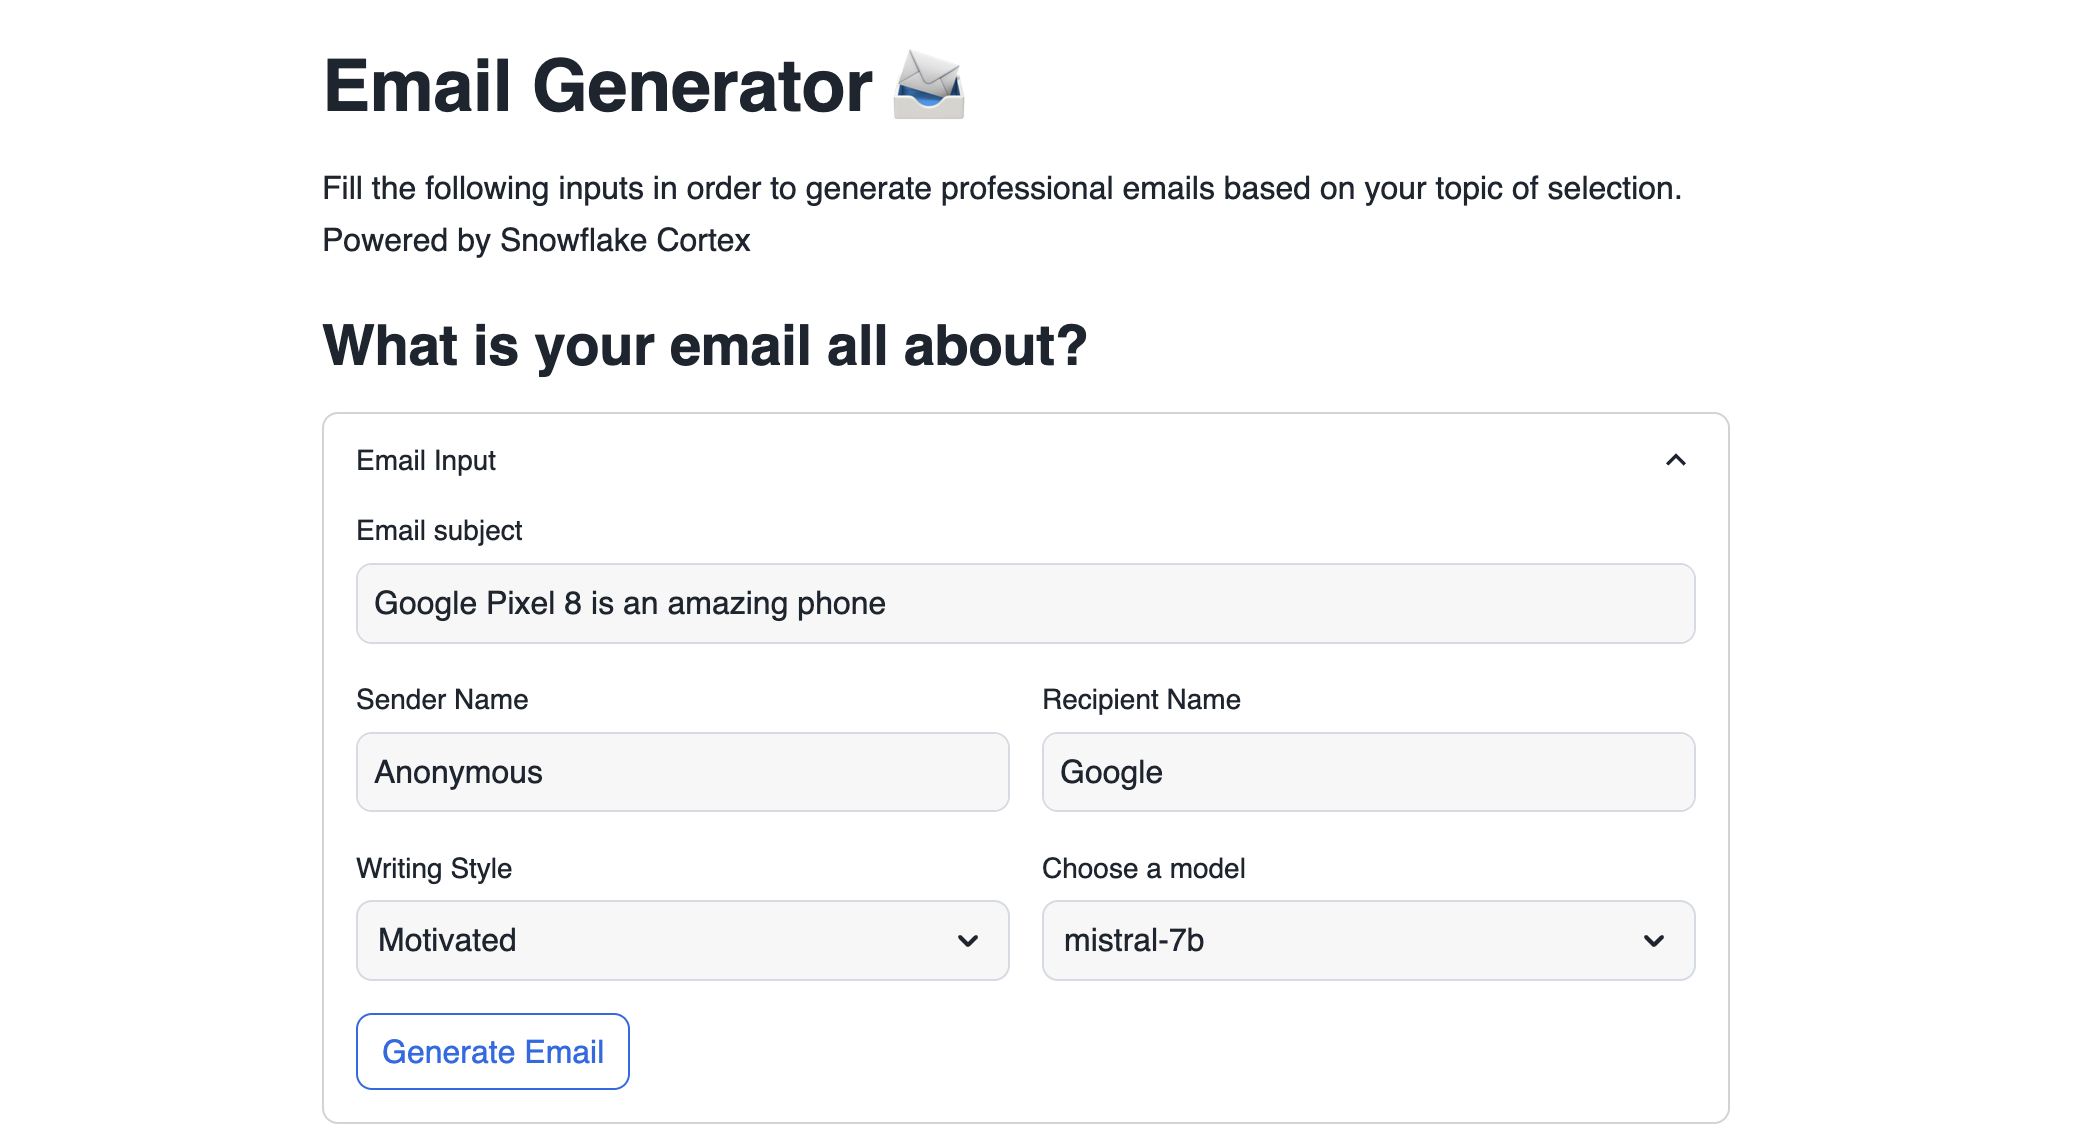 Email Generator
Fill the following inputs in order to generate professional emails based on your topic of selection.
Powered by Snowflake Cortex
What is your email all about?
Email Input
Email subject
Google Pixel 8 is an amazing phone
Sender Name
Recipient Name
Anonymous
Google
Writing Style
Choose a model
Motivated
mistral-7b
Generate Email